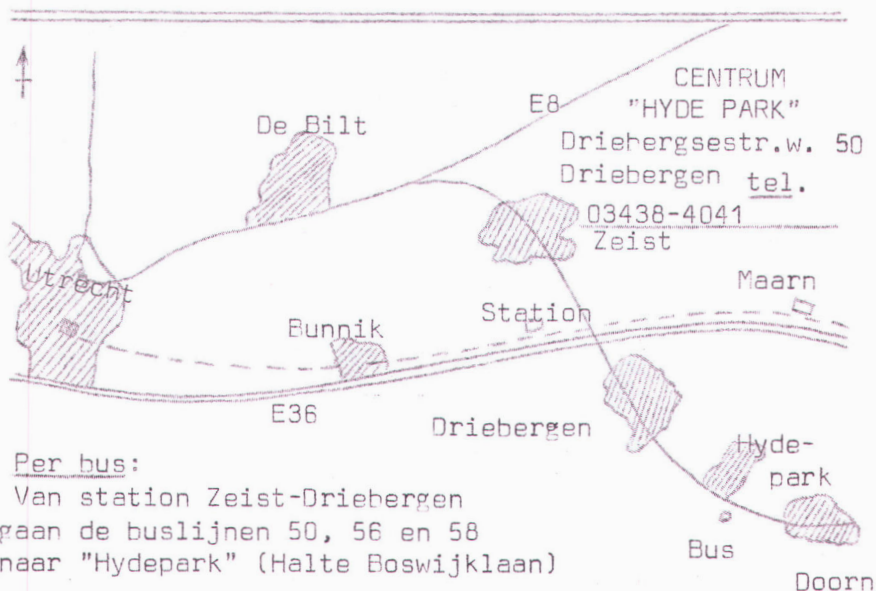 CENTRUM
"HYDE PARK"
Driebergsestr.w. 50
Driebergen tel.
03438-4041
E8
De Bilt
Zeist
Utrecht
Maarn
Station
Bunnik
E36
Driebergen
Hyde-
park
Bus
Doorn
Per bus:
Van station Zeist-Driebergen
gaan de buslijnen 50, 56 en 58
naar "Hydepark" (Halte Boswijklaan)